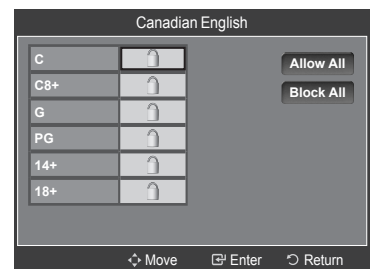 Canadian English
C
Allow All
C8+
Block All
G
PG
14+
18+
Move Enter Return